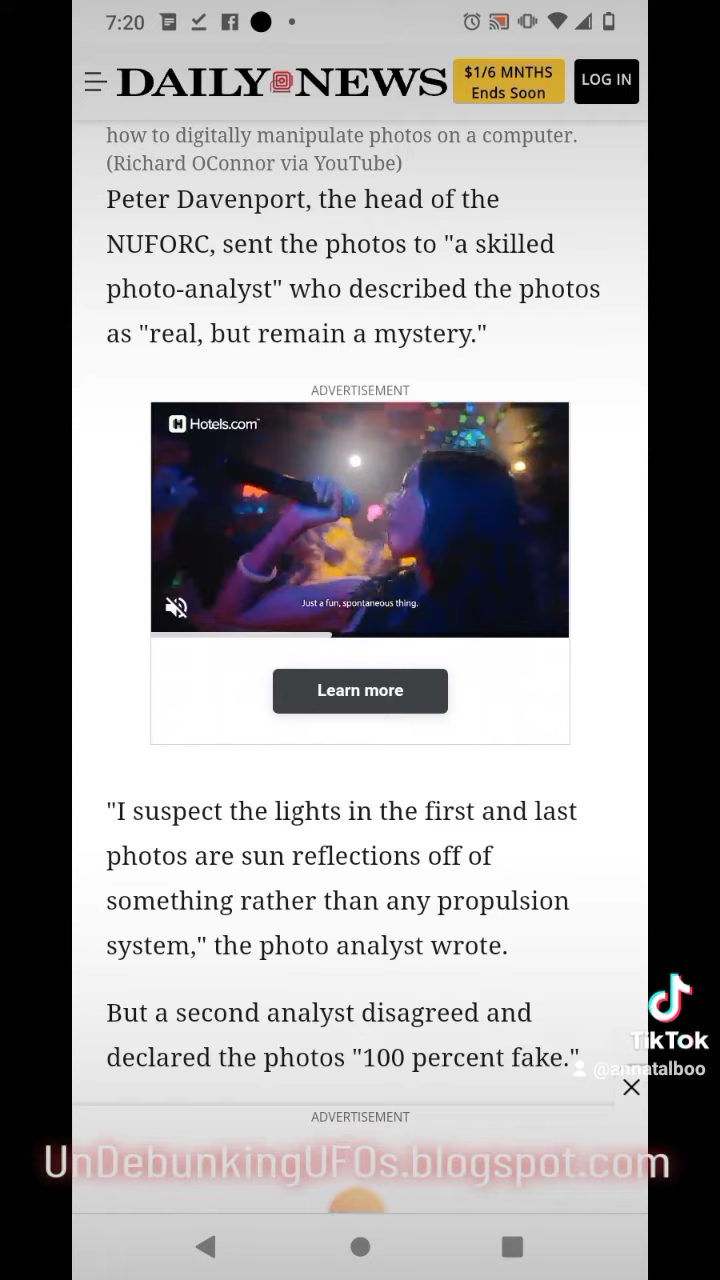 7:20
DAILY NEWS
$1/6 MNTHS
Ends Soon
LOG IN
how to digitally manipulate photos on a computer.
(Richard OConnor via YouTube)
Peter Davenport, the head of the
NUFORC, sent the photos to "a skilled
photo-analyst" who described the photos
as "real, but remain a mystery."
ADVERTISEMENT
H Hotels.com
Just a fun, spontaneous thing.
Learn more
"I suspect the lights in the first and last
photos are sun reflections off of
something rather than any propulsion
system," the photo analyst wrote.
But a second analyst disagreed and
declared the photos "100 percent fake."
TikTok
@annatalboo
ADVERTISEMENT
UnDebunkingUFOs.blogspot.com